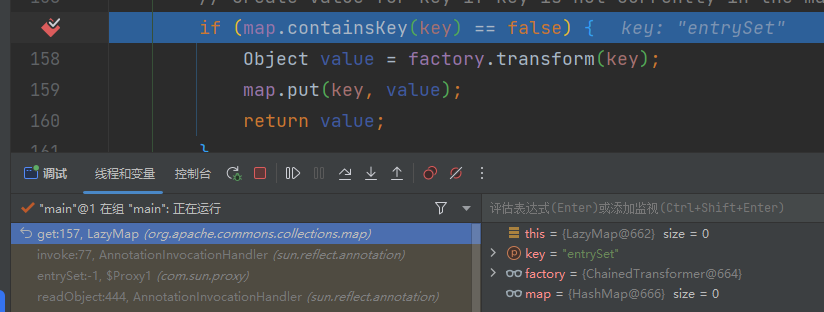 // Create value for key if key is not currently in the ma
if (map.containsKey(key) == false) { key: "entrySet"
158 Object value = factory.transform(key);
159 map.put(key, value);
160 return value;
161 }
调试 线程和变量 控制台
"main"@1 在组 "main": 正在运行
评估表达式(Enter)或添加监视(Ctrl+Shift+Enter)
get:157, LazyMap (org.apache.commons.collections.map)
invoke:77, AnnotationInvocationHandler (sun.reflect.annotation)
entrySet:-1, $Proxy1 (com.sun.proxy)
readObject:444, AnnotationInvocationHandler (sun.reflect.annotation)
this = {LazyMap@662} size = 0
key = "entrySet"
factory = {ChainedTransformer@664}
map = {HashMap@666} size = 0